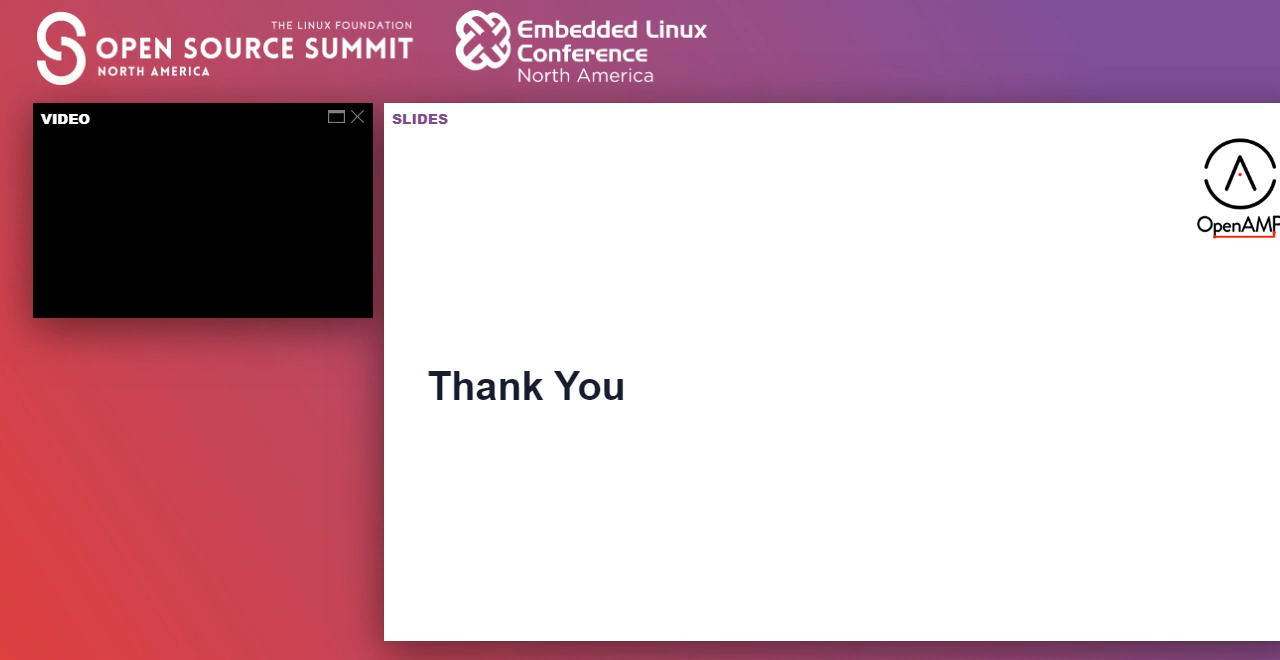 THE LINUX FOUNDATION
OPEN SOURCE SUMMIT
NORTH AMERICA
Embedded Linux
Conference
North America
VIDEO
SLIDES
OpenAMP
Thank You